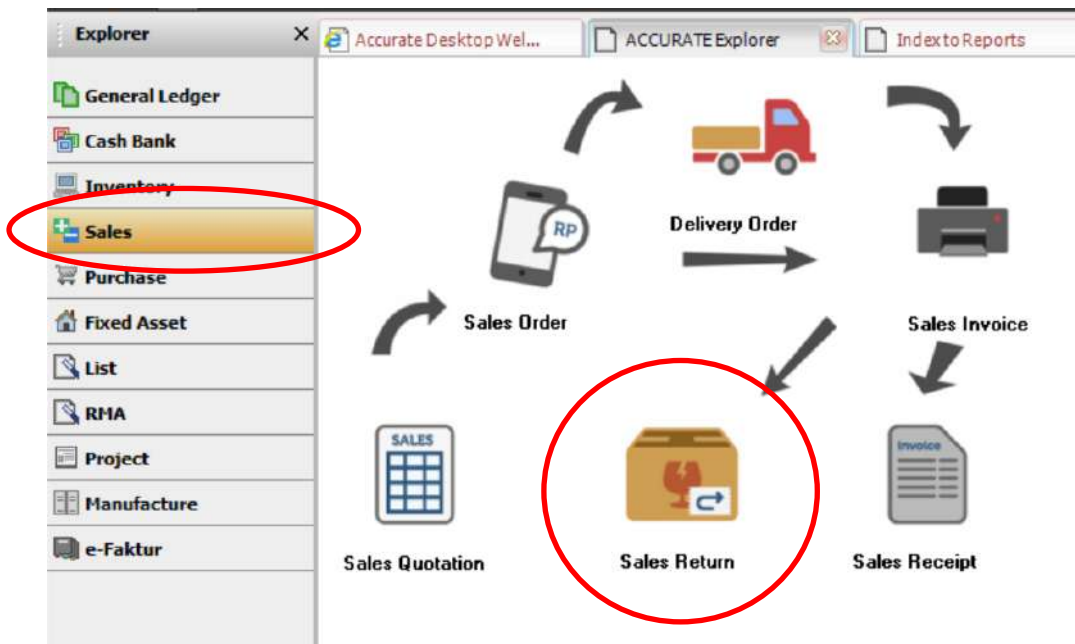 Explorer
Accurate Desktop Wel...
ACCURATE Explorer
Index to Reports
General Ledger
Cash Bank
Inventory
Sales
Purchase
Fixed Asset
List
RMA
Project
Manufacture
e-Faktur
RP
Delivery Order
Sales Order
Sales Invoice
SALES
Invoice
Sales Quotation
Sales Return
Sales Receipt